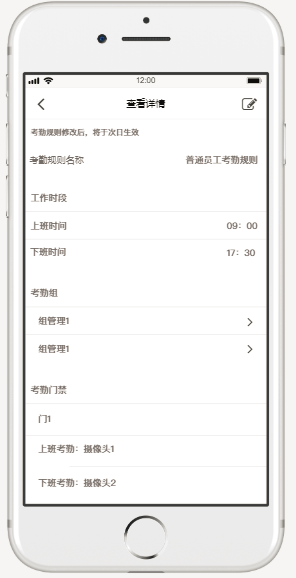 12:00
查看详情
考勤规则修改后，将于次日生效
考勤规则名称 普通员工考勤规则
工作时段
上班时间 09：00
下班时间 17：30
考勤组
组管理1
组管理1
考勤门禁
门1
上班考勤：摄像头1
下班考勤：摄像头2